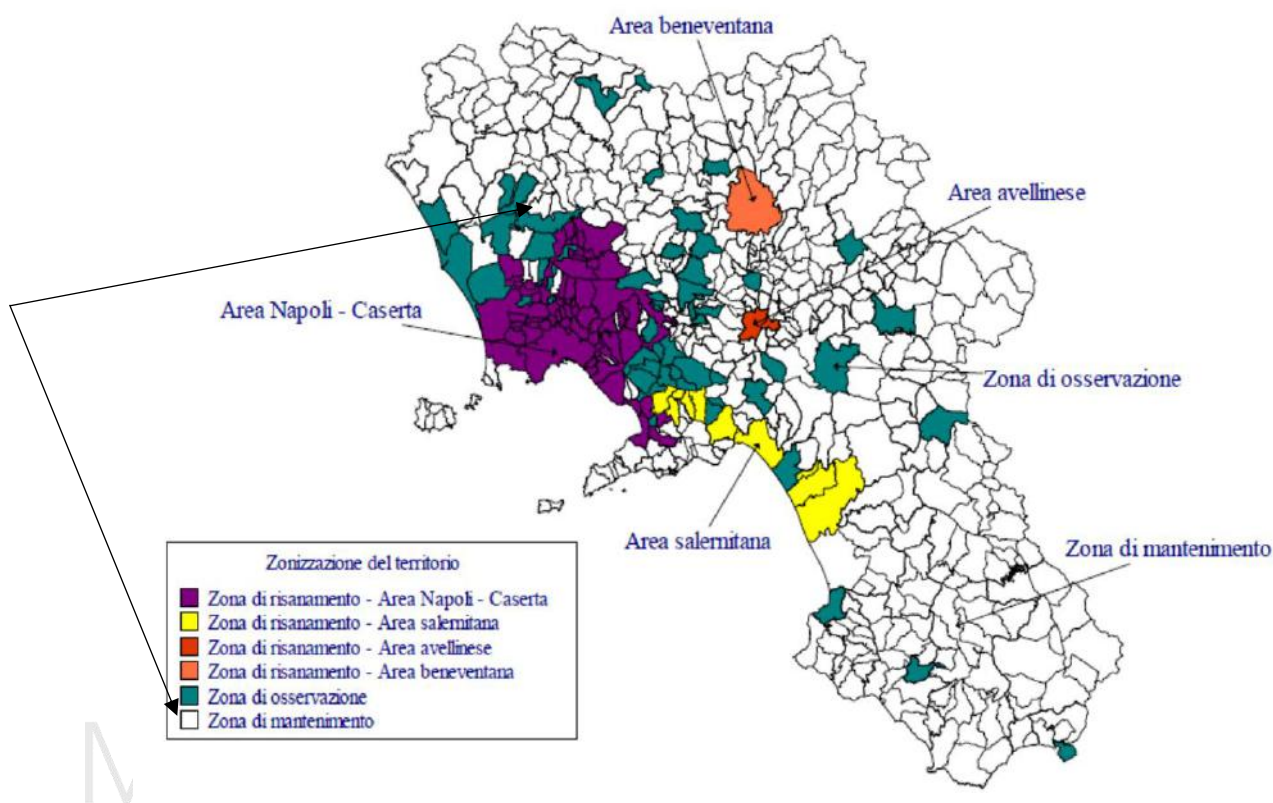 Area beneventana
Area avellinese
Area Napoli - Caserta
Zona di osservazione
Area salernitana
Zona di mantenimento
Zonizzazione del territorio
Zona di risanamento - Area Napoli - Caserta
Zona di risanamento - Area salernitana
Zona di risanamento - Area avellinese
Zona di risanamento - Area beneventana
Zona di osservazione
Zona di mantenimento
M